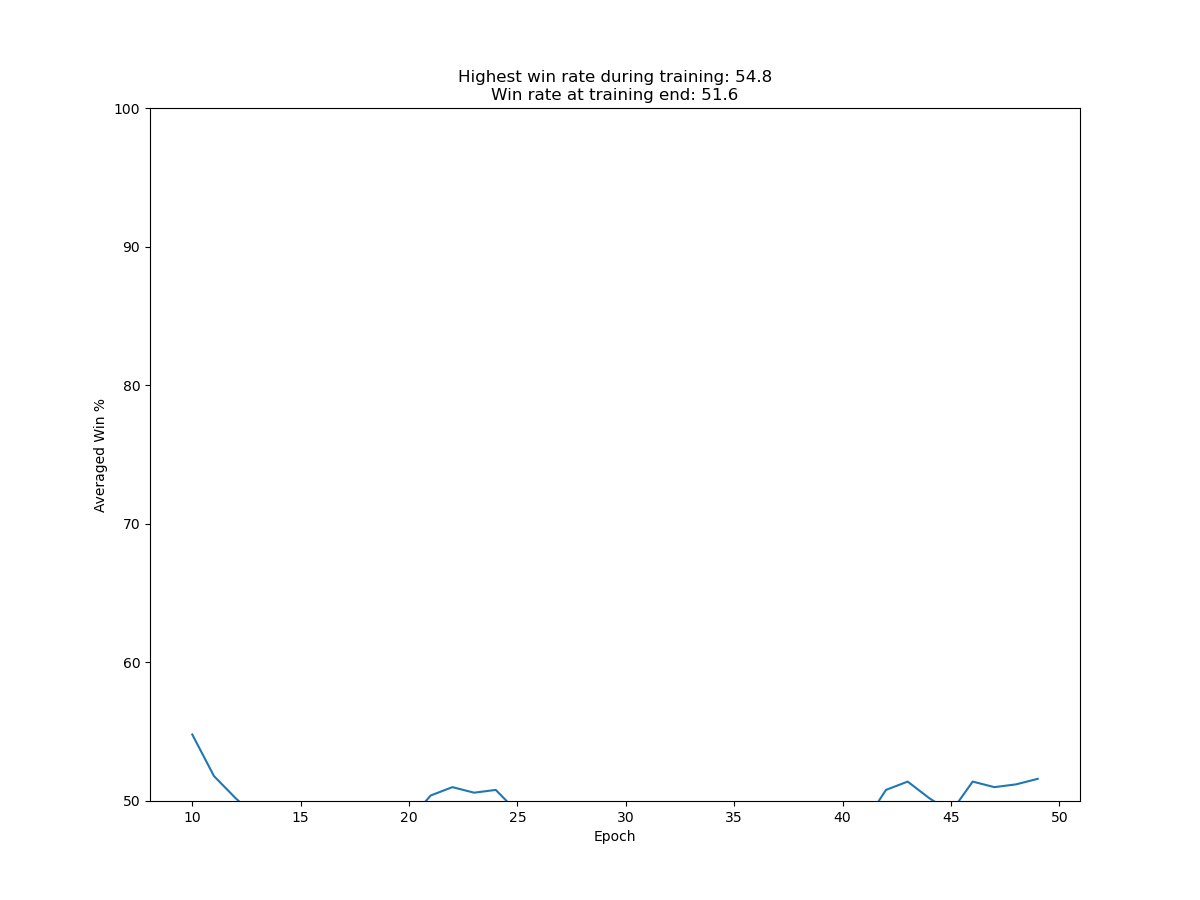 Highest win rate during training: 54.8
Win rate at training end: 51.6
100
90
80
70
60
50
Averaged Win %
10 15 20 25 30 35 40 45 50
Epoch